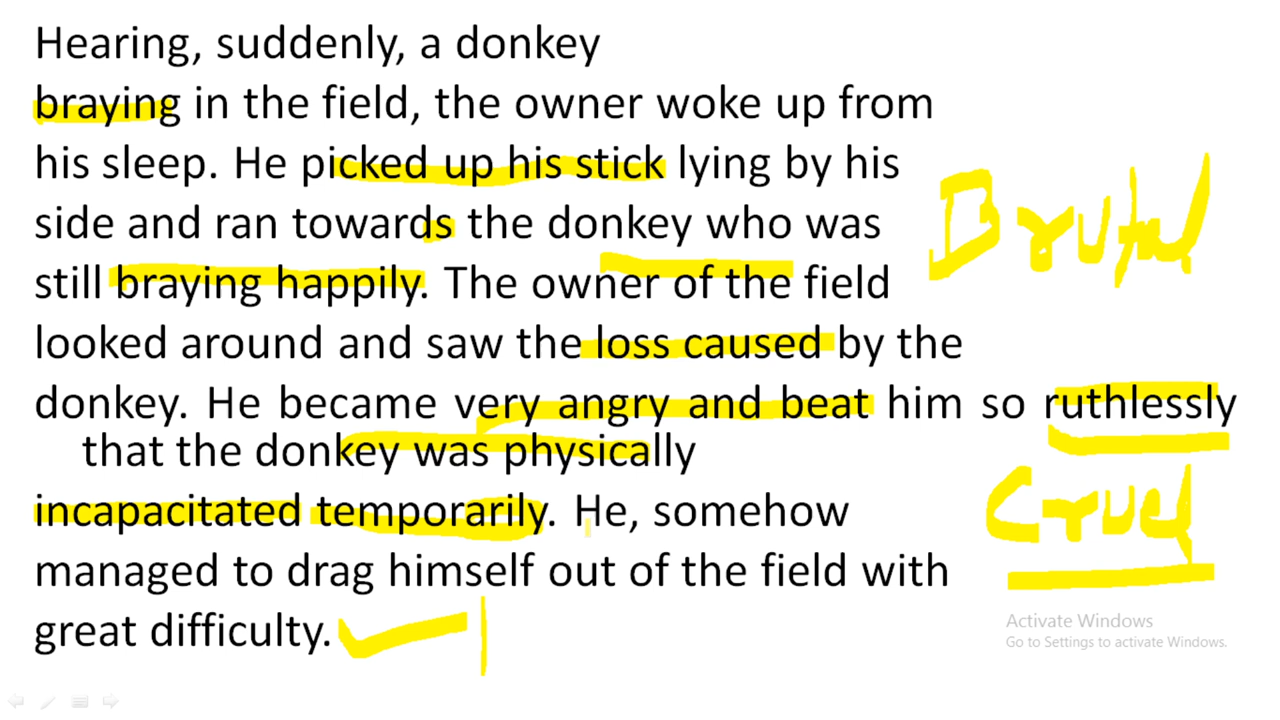 Hearing, suddenly, a donkey
braying in the field, the owner woke up from
his sleep. He picked up his stick lying by his
side and ran towards the donkey who was
still braying happily. The owner of the field
looked around and saw the loss caused by the
donkey. He became very angry and beat him so ruthlessly
that the donkey was physically
incapacitated temporarily. He, somehow
managed to drag himself out of the field with
great difficulty.
Brutal
Cruel
Activate Windows
Go to Settings to activate Windows.